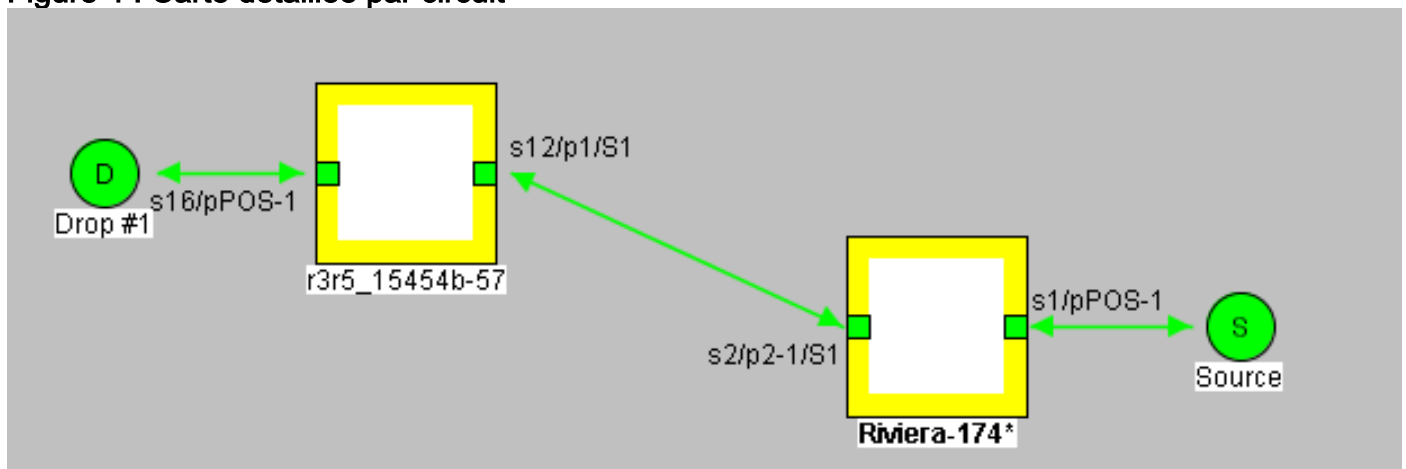 D
Drop #1
s16/pPOS-1
r3r5_15454b-57
s12/p1/S1
s2/p2-1/S1
Riviera-174*
s1/pPOS-1
S
Source